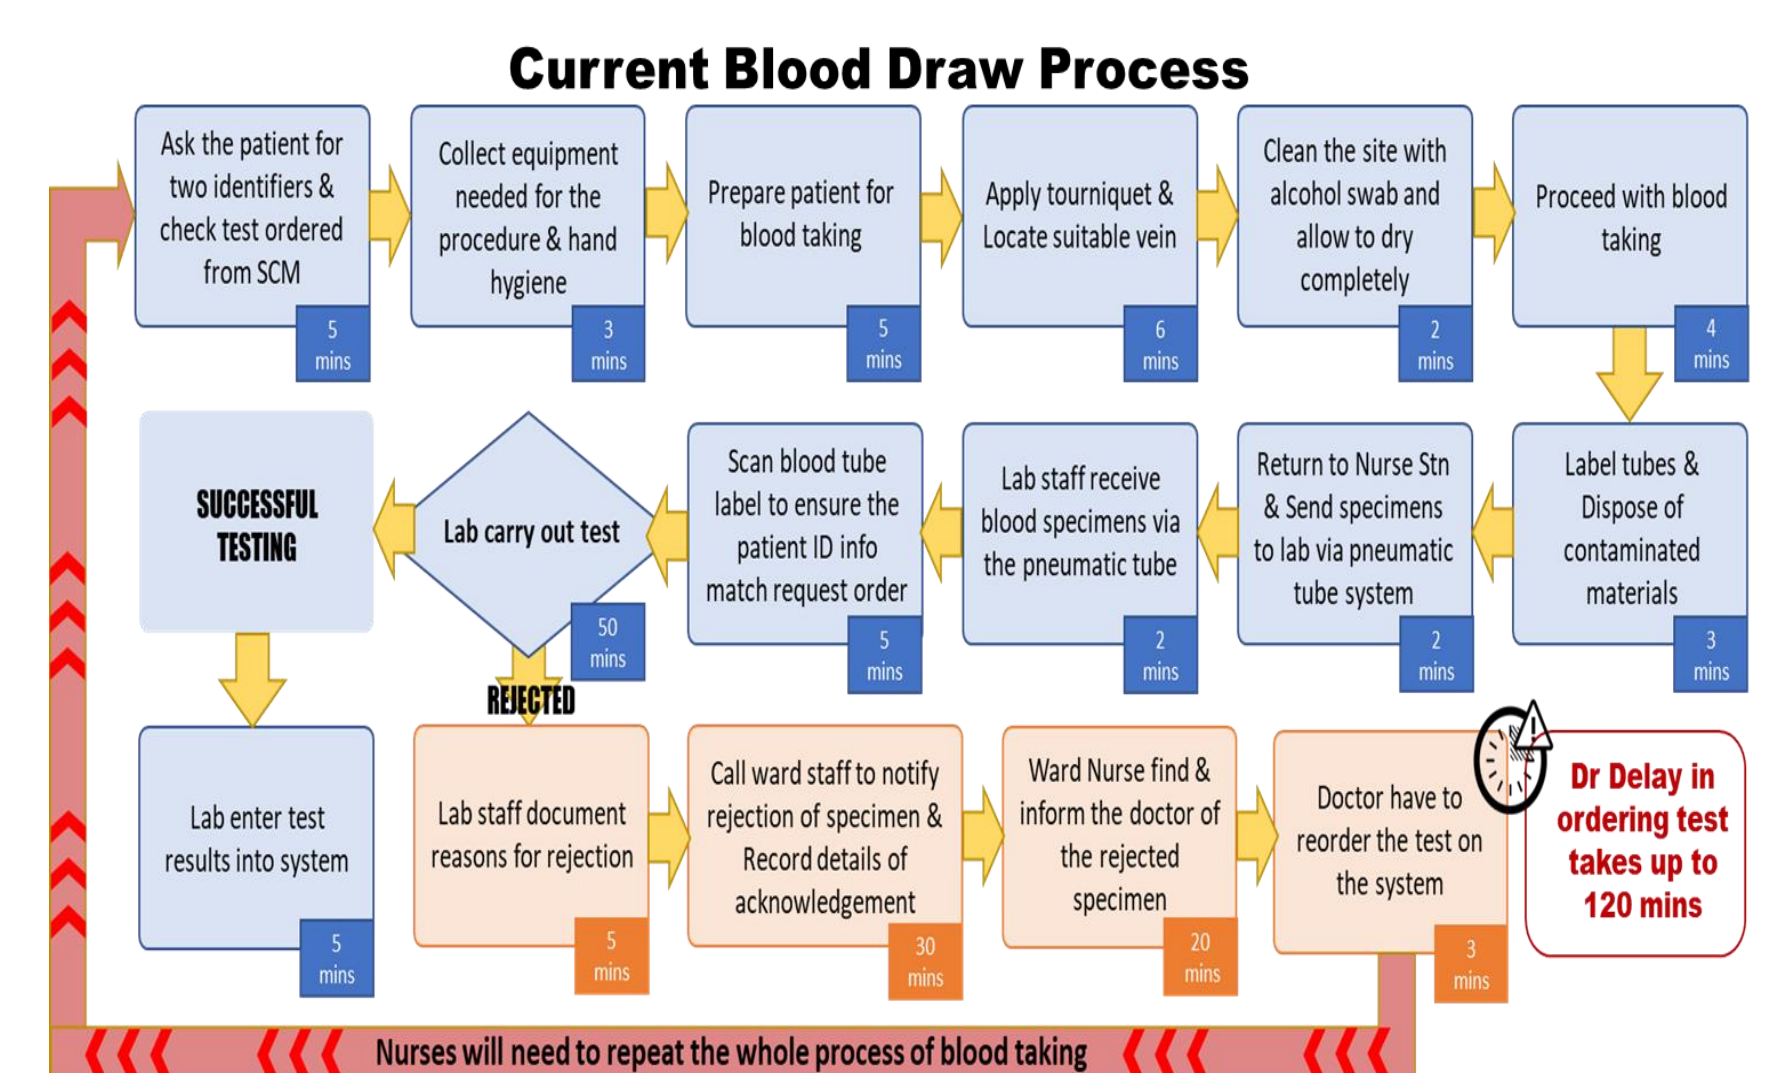 Current Blood Draw Process
Ask the patient for
two identifiers &
check test ordered
from SCM
5
mins
Collect equipment
needed for the
procedure & hand
hygiene
3
mins
Prepare patient for
blood taking
5
mins
Apply tourniquet &
Locate suitable vein
6
mins
Clean the site with
alcohol swab and
allow to dry
completely
2
mins
Proceed with blood
taking
4
mins
Label tubes &
Dispose of
contaminated
materials
3
mins
Return to Nurse Stn
& Send specimens
to lab via pneumatic
tube system
2
mins
Lab staff receive
blood specimens via
the pneumatic tube
2
mins
Scan blood tube
label to ensure the
patient ID info
match request order
5
mins
Lab carry out test
50
mins
SUCCESSFUL
TESTING
Lab enter test
results into system
5
mins
REJECTED
Lab staff document
reasons for rejection
5
mins
Call ward staff to notify
rejection of specimen &
Record details of
acknowledgement
30
mins
Ward Nurse find &
inform the doctor of
the rejected
specimen
20
mins
Doctor have to
reorder the test on
the system
3
mins
Dr Delay in
ordering test
takes up to
120 mins
Nurses will need to repeat the whole process of blood taking